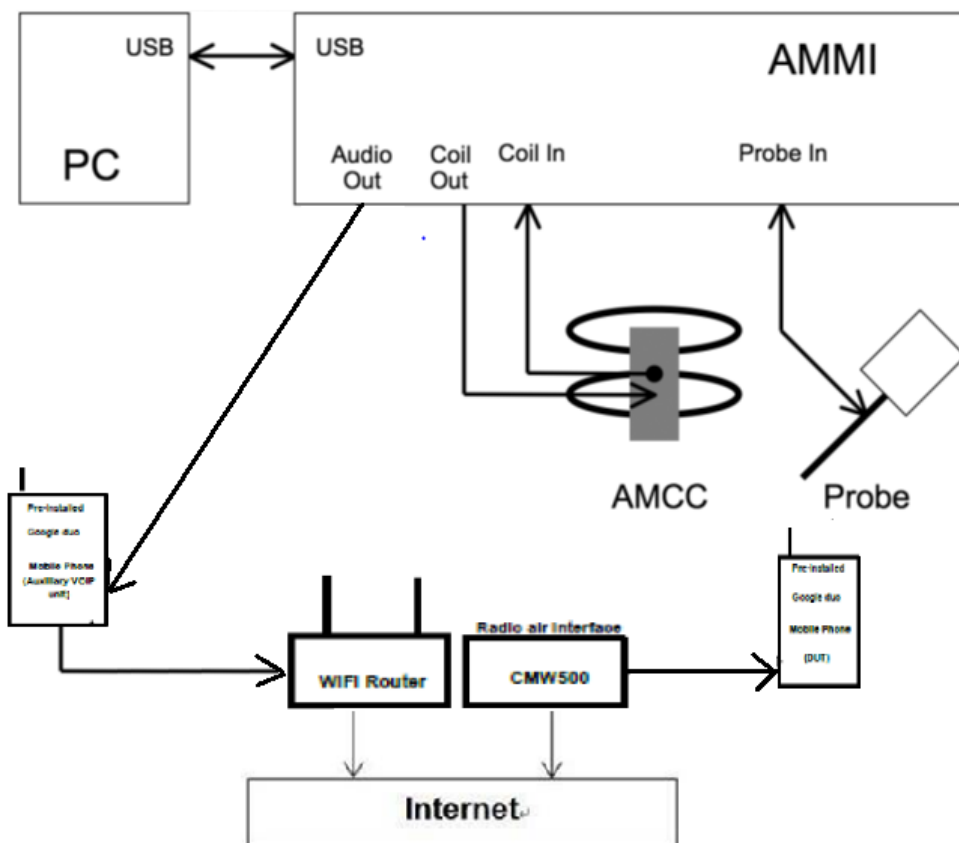 USB
USB
AMMI
PC
Audio
Out
Coil
Out
Coil In
Probe In
AMCC
Probe
Pre-installed
Google duo
Mobile Phone
(Auxiliary VOIP
unit)
WIFI Router
Radio air Interface
CMW500
Pre-installed
Google duo
Mobile Phone
(DUT)
Internet